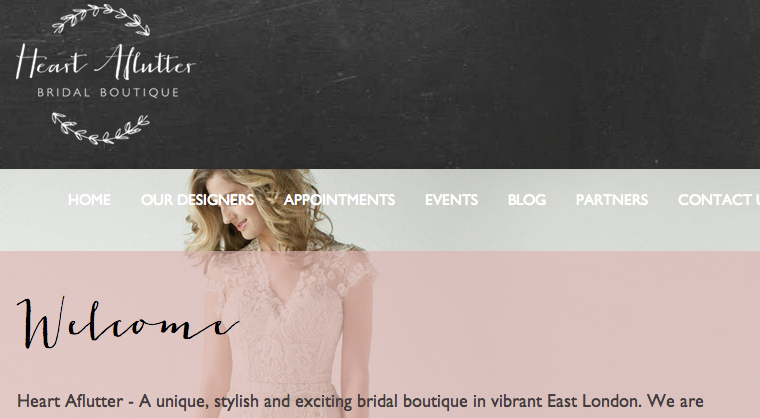 Heart Aflutter
BRIDAL BOUTIQUE
HOME OUR DESIGNERS APPOINTMENTS EVENTS BLOG PARTNERS CONTACT U
Welcome
Heart Aflutter - A unique, stylish and exciting bridal boutique in vibrant East London. We are